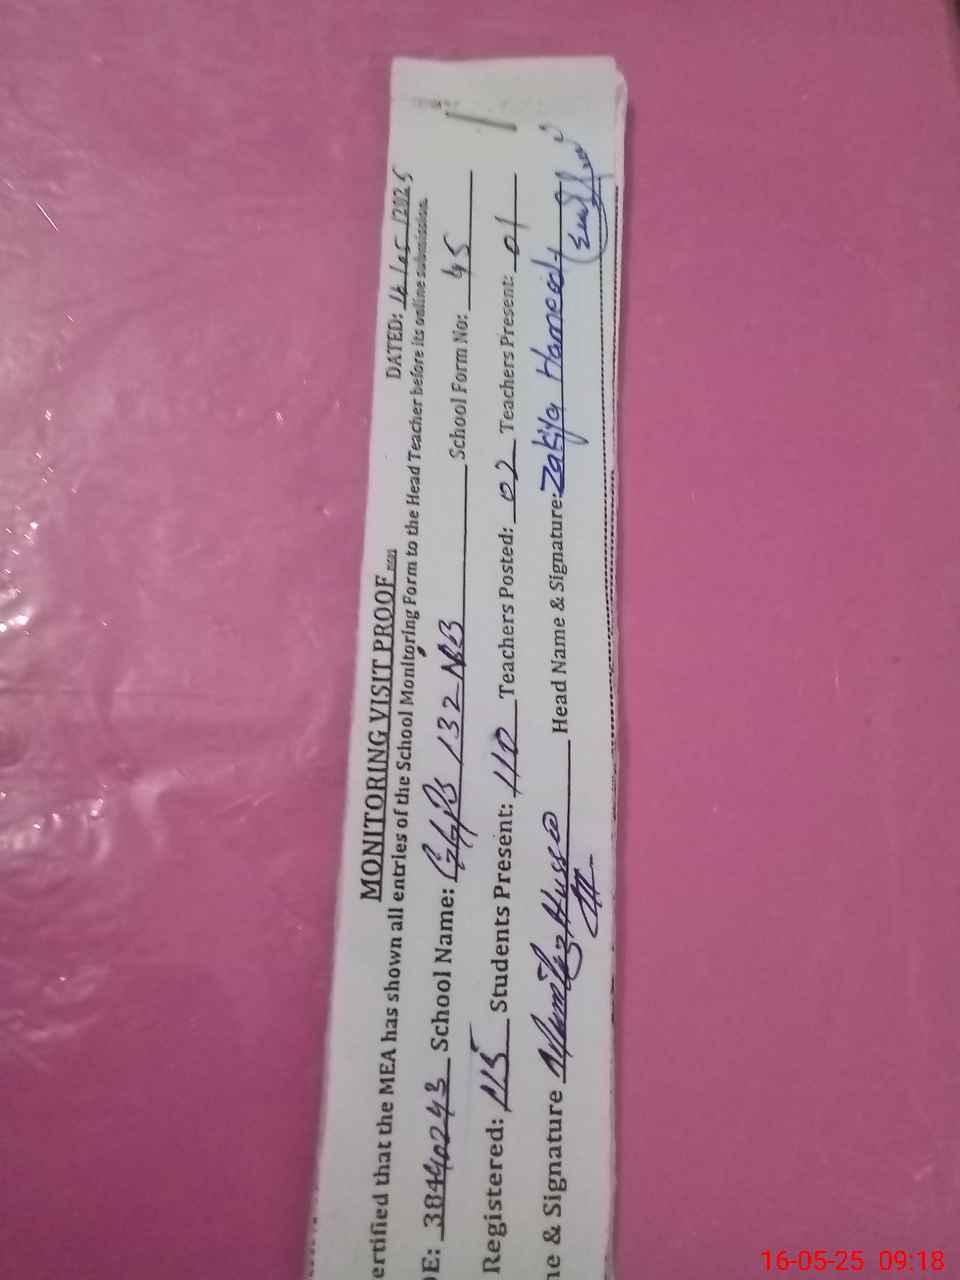 MONITORING VISIT PROOF
DATED: 16/05/2025
ertified that the MEA has shown all entries of the School Monitoring Form to the Head Teacher before its online submission.
DE: 38440243 School Name: GGPS 132 NB School Form No: 45
Registered: 115 Students Present: 110 Teachers Posted: 02 Teachers Present: 01
ne & Signature Head Name & Signature: Zakiya Hameed
16-05-25 09:18